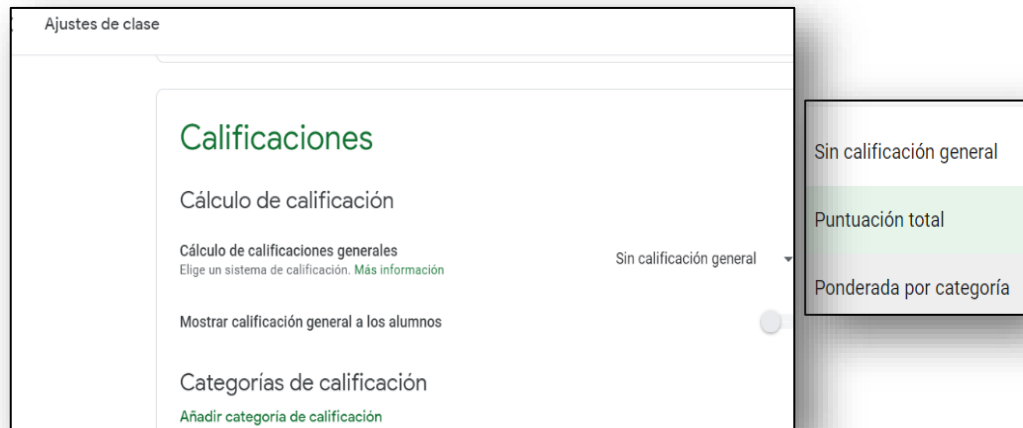 Ajustes de clase
Calificaciones
Cálculo de calificación
Cálculo de calificaciones generales
Elige un sistema de calificación. Más información
Sin calificación general
Mostrar calificación general a los alumnos
Categorías de calificación
Añadir categoría de calificación
Sin calificación general
Puntuación total
Ponderada por categoría